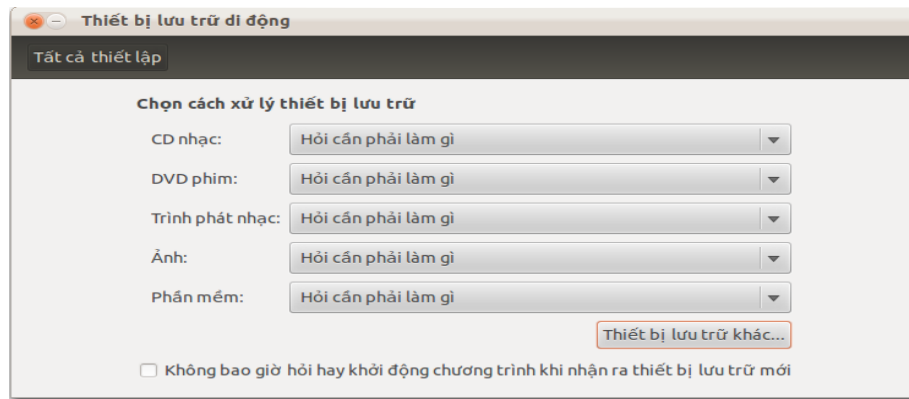 Thiết bị lưu trữ di động
Tất cả thiết lập
Chọn cách xử lý thiết bị lưu trữ
CD nhạc: Hỏi cần phải làm gì
DVD phim: Hỏi cần phải làm gì
Trình phát nhạc: Hỏi cần phải làm gì
Ảnh: Hỏi cần phải làm gì
Phần mềm: Hỏi cần phải làm gì
Thiết bị lưu trữ khác...
Không bao giờ hỏi hay khởi động chương trình khi nhận ra thiết bị lưu trữ mới